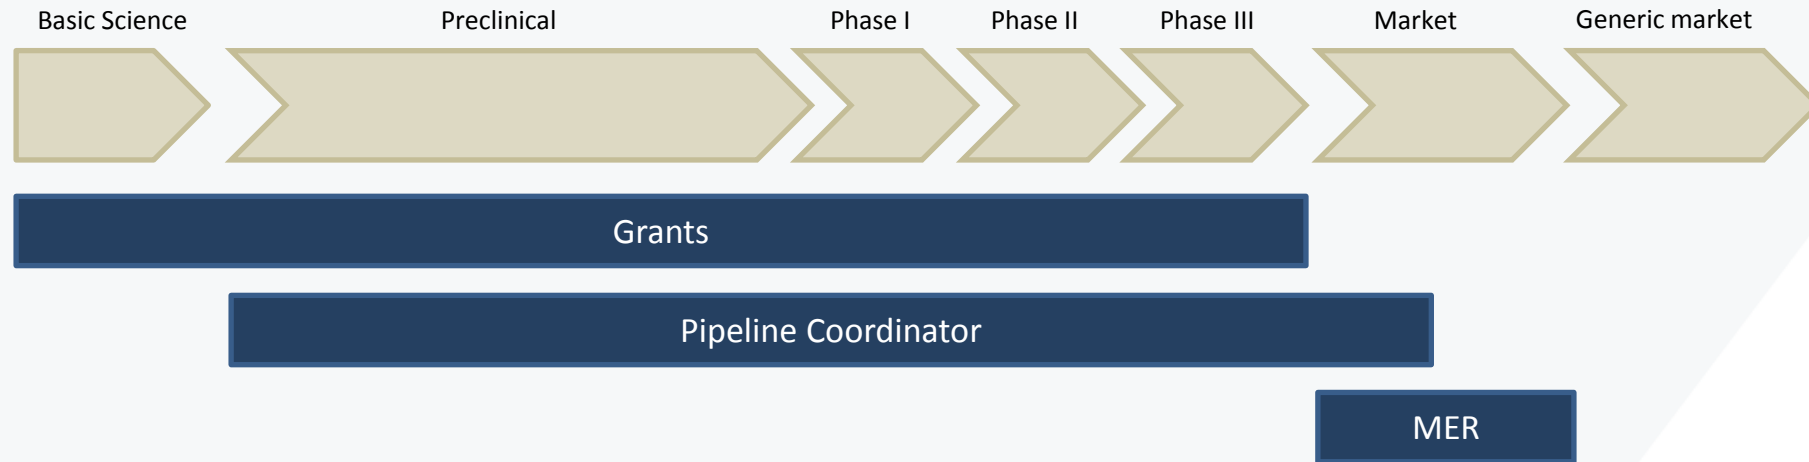 Basic Science
Preclinical
Phase I
Phase II
Phase III
Market
Generic market
Grants
Pipeline Coordinator
MER